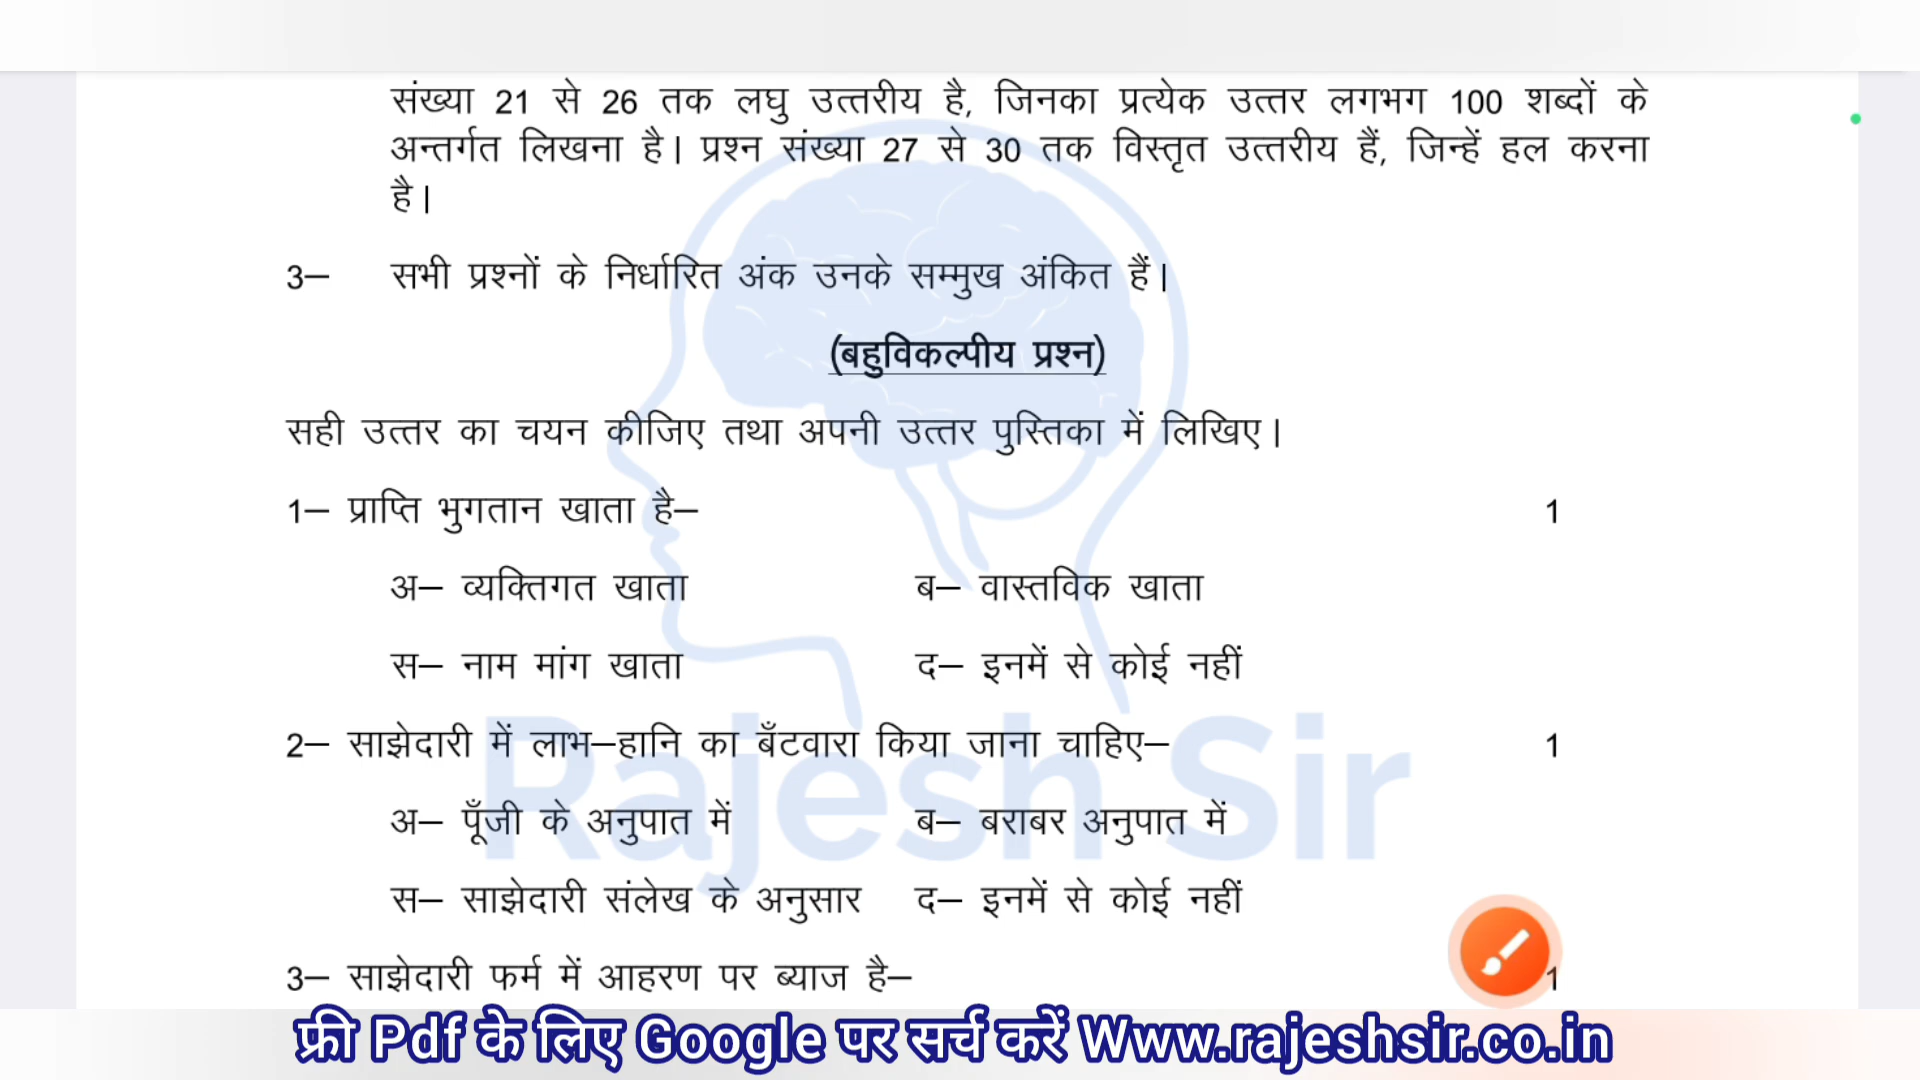 संख्या 21 से 26 तक लघु उत्तरीय है, जिनका प्रत्येक उत्तर लगभग 100 शब्दों के
अन्तर्गत लिखना है। प्रश्न संख्या 27 से 30 तक विस्तृत उत्तरीय हैं, जिन्हें हल करना
है।
3– सभी प्रश्नों के निर्धारित अंक उनके सम्मुख अंकित हैं।
(बहुविकल्पीय प्रश्न)
सही उत्तर का चयन कीजिए तथा अपनी उत्तर पुस्तिका में लिखिए।
1– प्राप्ति भुगतान खाता है– 1
अ– व्यक्तिगत खाता ब– वास्तविक खाता
स– नाम मांग खाता द– इनमें से कोई नहीं
2– साझेदारी में लाभ–हानि का बँटवारा किया जाना चाहिए– 1
Rajesh Sir
अ– पूँजी के अनुपात में ब– बराबर अनुपात में
स– साझेदारी संलेख के अनुसार द– इनमें से कोई नहीं
3– साझेदारी फर्म में आहरण पर ब्याज है– 1
फ्री Pdf के लिए Google पर सर्च करें Www.rajeshsir.co.in